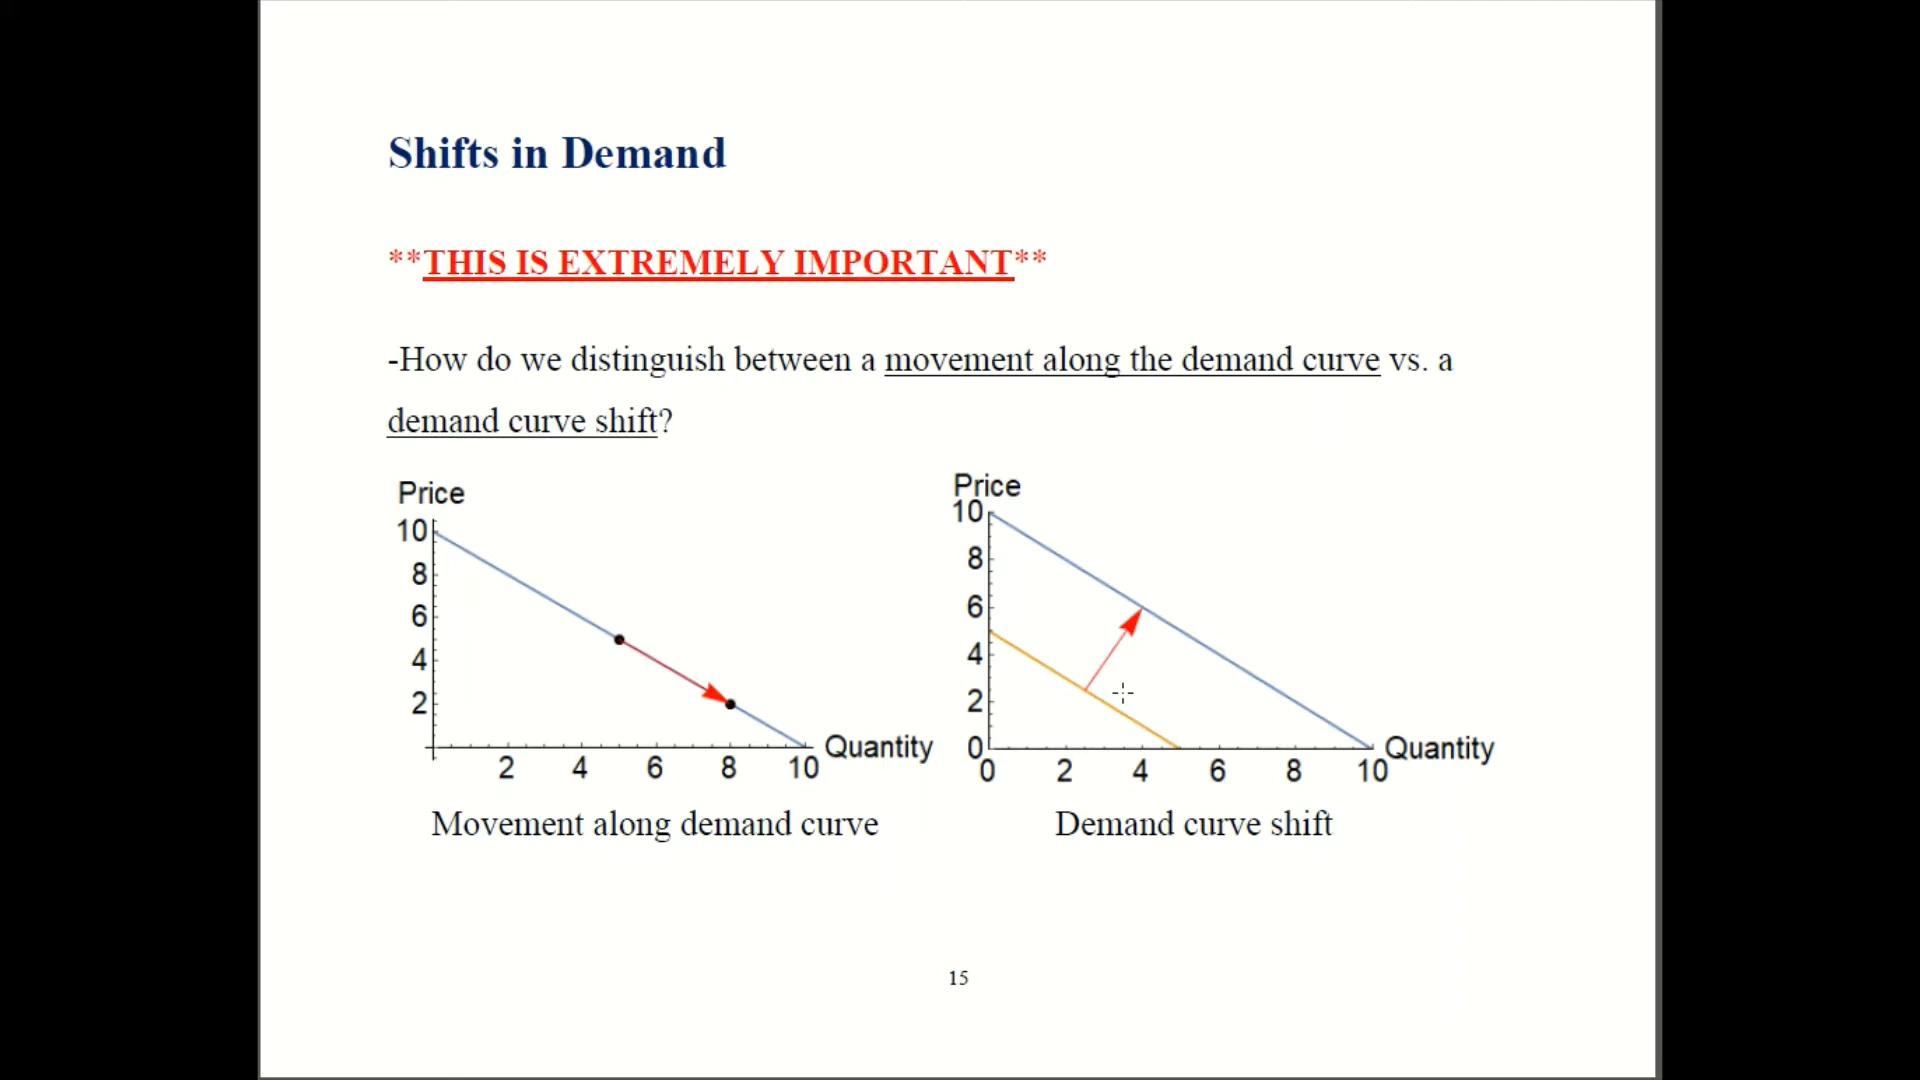 Shifts in Demand
**THIS IS EXTREMELY IMPORTANT**
-How do we distinguish between a movement along the demand curve vs. a
demand curve shift?
Price
10
8
6
4
2
2 4 6 8 10
Quantity
Movement along demand curve
Price
10
8
6
4
2
0
0 2 4 6 8 10
Quantity
Demand curve shift
15